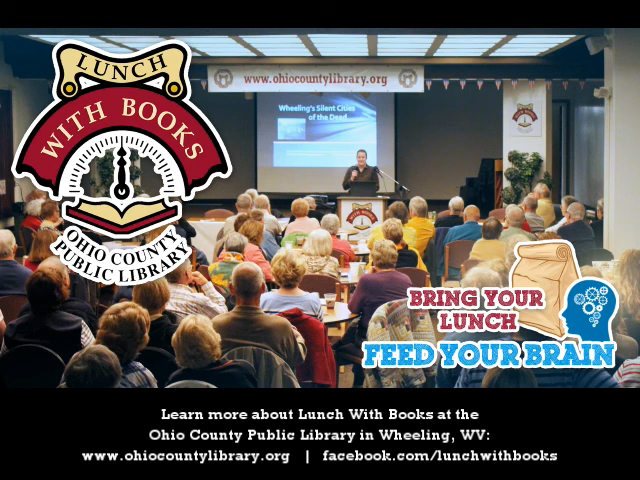 LUNCH
WITH BOOKS
OHIO COUNTY
PUBLIC LIBRARY
www.ohiocountylibrary.org
Wheeling's Silent Cities
of the Dead
WITH BOOKS
BRING YOUR
LUNCH
FEED YOUR BRAIN
Learn more about Lunch With Books at the
Ohio County Public Library in Wheeling, WV:
www.ohiocountylibrary.org | facebook.com/lunchwithbooks